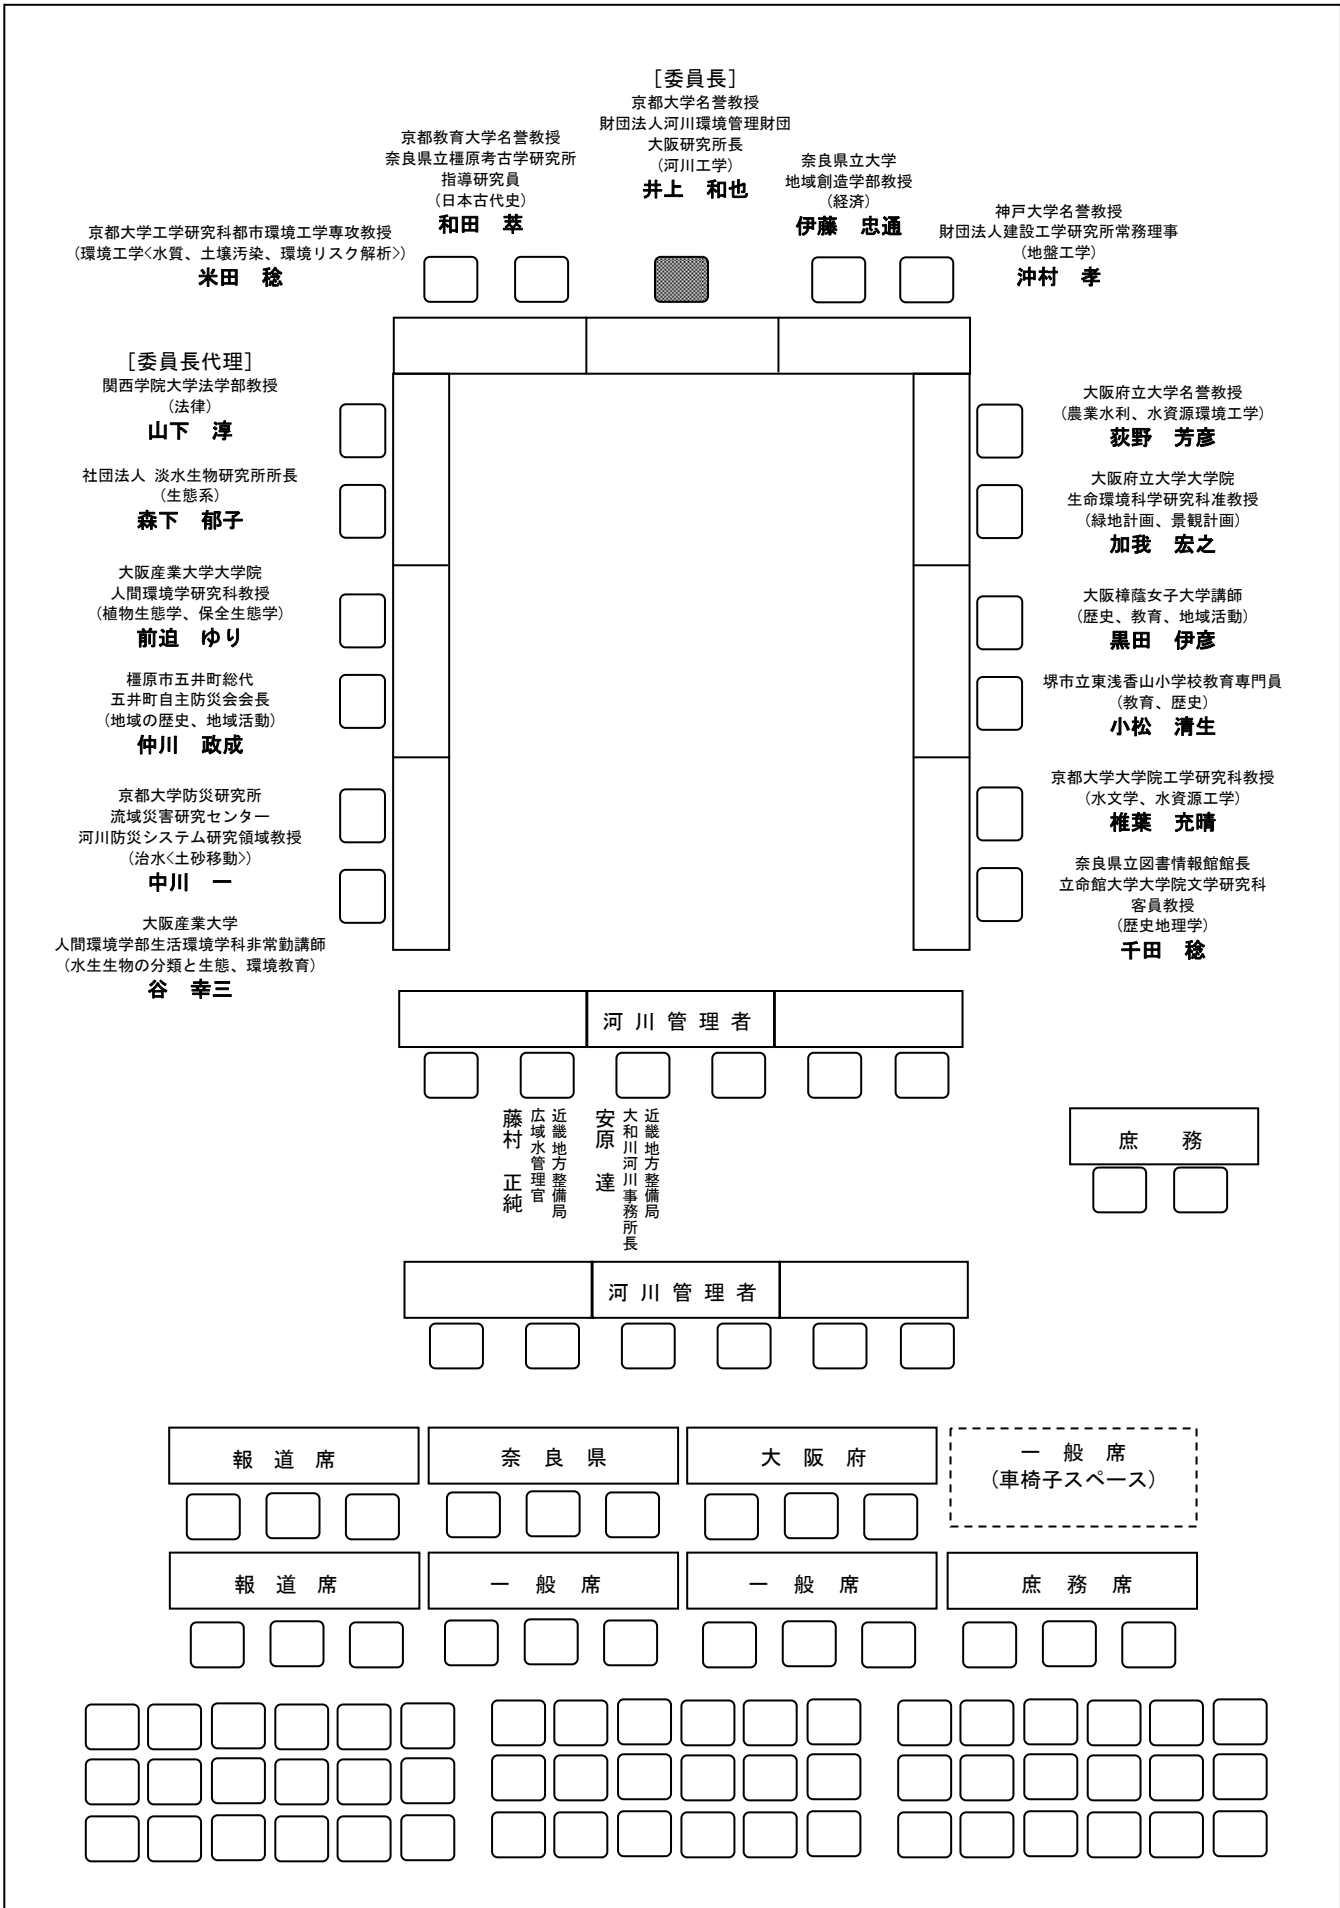 ［委員長］
京都大学名誉教授
財団法人河川環境管理財団
大阪研究所長
（河川工学）
井上　和也
京都教育大学名誉教授
奈良県立橿原考古学研究所
指導研究員
（日本古代史）
和田　萃
奈良県立大学
地域創造学部教授
（経済）
伊藤　忠通
神戸大学名誉教授
財団法人建設工学研究所常務理事
（地盤工学）
沖村　孝
京都大学工学研究科都市環境工学専攻教授
（環境工学<水質、土壌汚染、環境リスク解析>）
米田　稔
［委員長代理］
関西学院大学法学部教授
（法律）
山下　淳
社団法人 淡水生物研究所所長
（生態系）
森下　郁子
大阪産業大学大学院
人間環境学研究科教授
（植物生態学、保全生態学）
前迫　ゆり
橿原市五井町総代
五井町自主防災会会長
（地域の歴史、地域活動）
仲川　政成
京都大学防災研究所
流域災害研究センター
河川防災システム研究領域教授
（治水<土砂移動>）
中川　一
大阪産業大学
人間環境学部生活環境学科非常勤講師
（水生生物の分類と生態、環境教育）
谷　幸三
大阪府立大学名誉教授
（農業水利、水資源環境工学）
荻野　芳彦
大阪府立大学大学院
生命環境科学研究科准教授
（緑地計画、景観計画）
加我　宏之
大阪樟蔭女子大学講師
（歴史、教育、地域活動）
黒田　伊彦
堺市立東浅香山小学校教育専門員
（教育、歴史）
小松　清生
京都大学大学院工学研究科教授
（水文学、水資源工学）
椎葉　充晴
奈良県立図書情報館館長
立命館大学大学院文学研究科
客員教授
（歴史地理学）
千田　稔
河川管理者
近畿地方整備局
広域水管理官
藤村　正純
近畿地方整備局
大和川河川事務所長
安原　達
庶　務
河川管理者
報　道　席
奈　良　県
大　阪　府
一　般　席
（車椅子スペース）
報　道　席
一　般　席
一　般　席
庶　務　席